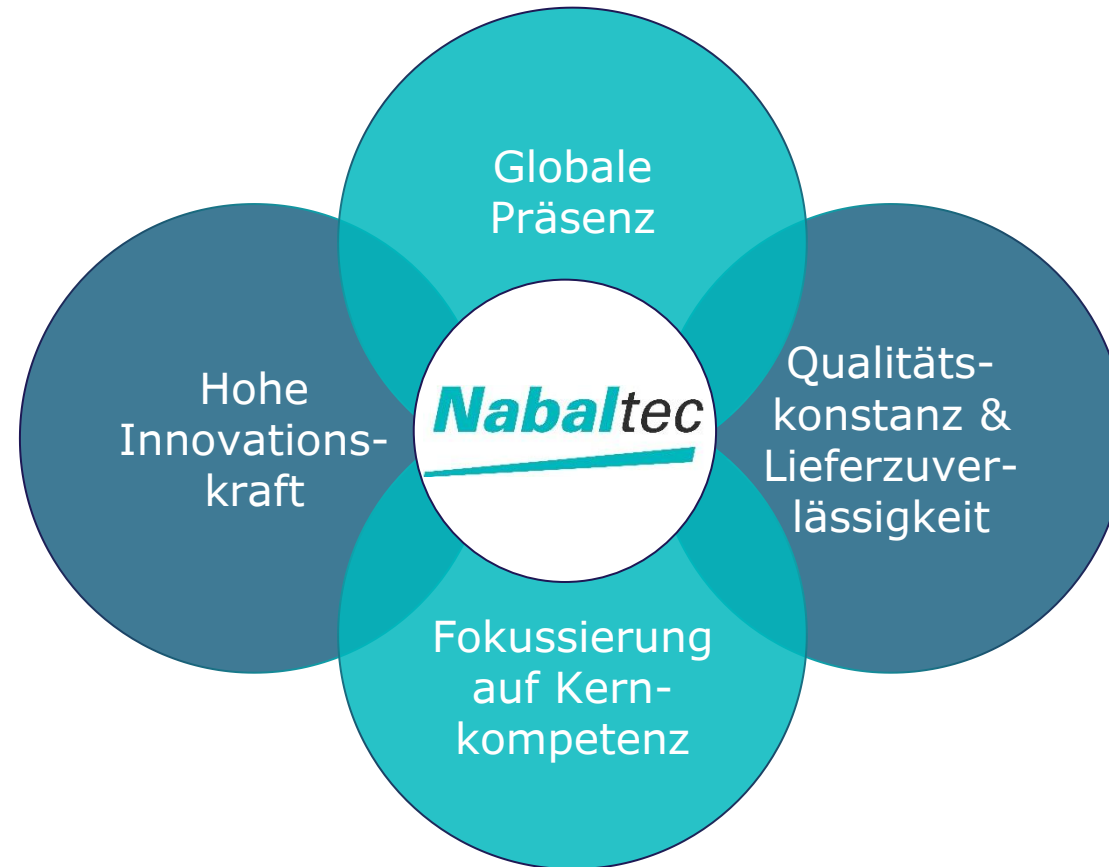 Globale
Präsenz
Hohe
Innovations-
kraft
Nabaltec
Qualitäts-
konstanz &
Lieferzuver-
lässigkeit
Fokussierung
auf Kern-
kompetenz